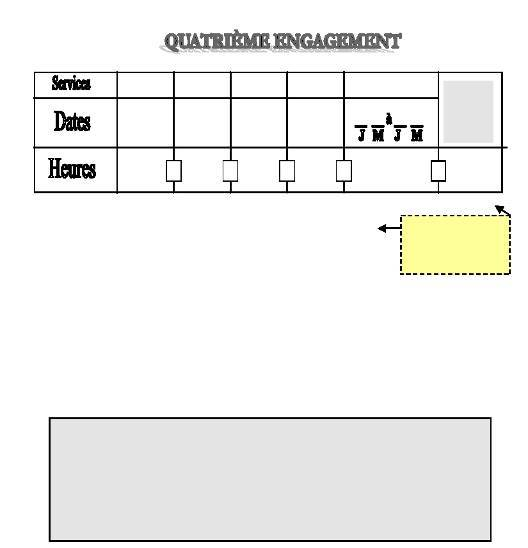 QUATRIÈME ENGAGEMENT
Services
Dates
à
J M J M
Heures